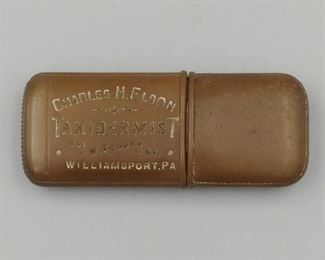 CHARLES H. ELDON
TAXIDERMIST
WILLIAMSPORT, PA